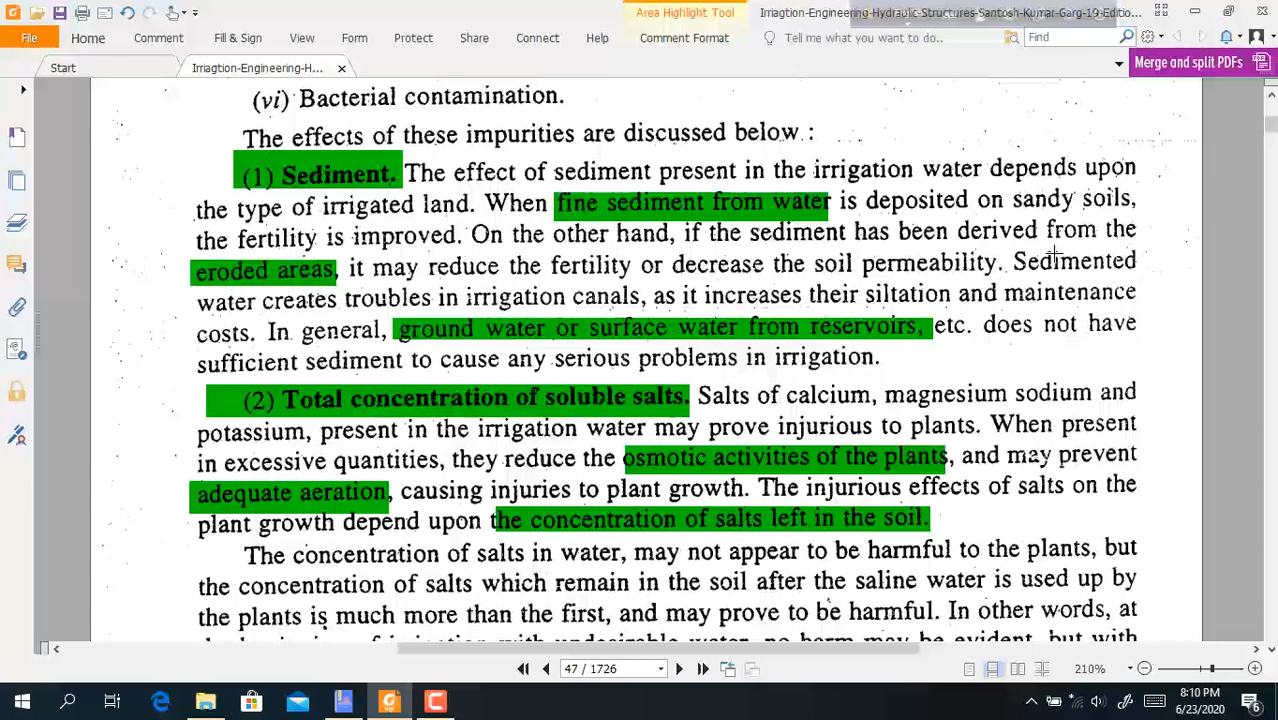 Area Highlight Tool
Irriagtion-Engineering-Hydraulic-Structures-Santosh-Kumar-Garg-19-Editio...
File Home Comment Fill & Sign View Form Protect Share Connect Help Comment Format Tell me what you want to do.. Find
Start Irriagtion-Engineering-H... Merge and split PDFs
(vi) Bacterial contamination.
The effects of these impurities are discussed below :
(1) Sediment. The effect of sediment present in the irrigation water depends upon
the type of irrigated land. When fine sediment from water is deposited on sandy soils,
the fertility is improved. On the other hand, if the sediment has been derived from the
eroded areas, it may reduce the fertility or decrease the soil permeability. Sedimented
water creates troubles in irrigation canals, as it increases their siltation and maintenance
costs. In general, ground water or surface water from reservoirs, etc. does not have
sufficient sediment to cause any serious problems in irrigation.
(2) Total concentration of soluble salts. Salts of calcium, magnesium sodium and
potassium, present in the irrigation water may prove injurious to plants. When present
in excessive quantities, they reduce the osmotic activities of the plants, and may prevent
adequate aeration, causing injuries to plant growth. The injurious effects of salts on the
plant growth depend upon the concentration of salts left in the soil.
The concentration of salts in water, may not appear to be harmful to the plants, but
the concentration of salts which remain in the soil after the saline water is used up by
the plants is much more than the first, and may prove to be harmful. In other words, at
47 / 1726 210%
8:10 PM
6/23/2020
6